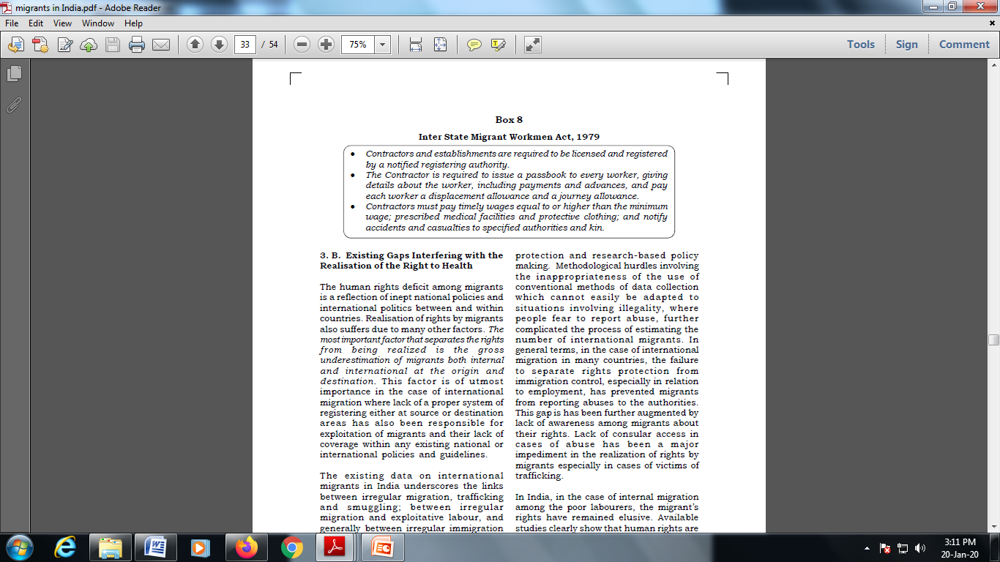 migrants in India.pdf - Adobe Reader
File Edit View Window Help
33 / 54 75% Tools Sign Comment
Box 8
Inter State Migrant Workmen Act, 1979
• Contractors and establishments are required to be licensed and registered
by a notified registering authority.
• The Contractor is required to issue a passbook to every worker, giving
details about the worker, including payments and advances, and pay
each worker a displacement allowance and a journey allowance.
• Contractors must pay timely wages equal to or higher than the minimum
wage; prescribed medical facilities and protective clothing; and notify
accidents and casualties to specified authorities and kin.
3. B. Existing Gaps Interfering with the
Realisation of the Right to Health
The human rights deficit among migrants
is a reflection of inept national policies and
international politics between and within
countries. Realisation of rights by migrants
also suffers due to many other factors. The
most important factor that separates the rights
from being realized is the gross
underestimation of migrants both internal
and international at the origin and
destination. This factor is of utmost
importance in the case of international
migration where lack of a proper system of
registering either at source or destination
areas has also been responsible for
exploitation of migrants and their lack of
coverage within any existing national or
international policies and guidelines.
The existing data on international
migrants in India underscores the links
between irregular migration, trafficking
and smuggling; between irregular
migration and exploitative labour, and
generally between irregular immigration
protection and research-based policy
making. Methodological hurdles involving
the inappropriateness of the use of
conventional methods of data collection
which cannot easily be adapted to
situations involving illegality, where
people fear to report abuse, further
complicated the process of estimating the
number of international migrants. In
general terms, in the case of international
migration in many countries, the failure
to separate rights protection from
immigration control, especially in relation
to employment, has prevented migrants
from reporting abuses to the authorities.
This gap is has been further augmented by
lack of awareness among migrants about
their rights. Lack of consular access in
cases of abuse has been a major
impediment in the realization of rights by
migrants especially in cases of victims of
trafficking.
In India, in the case of internal migration
among the poor labourers, the migrant's
rights have remained elusive. Available
studies clearly show that human rights are
3:11 PM
20-Jan-20